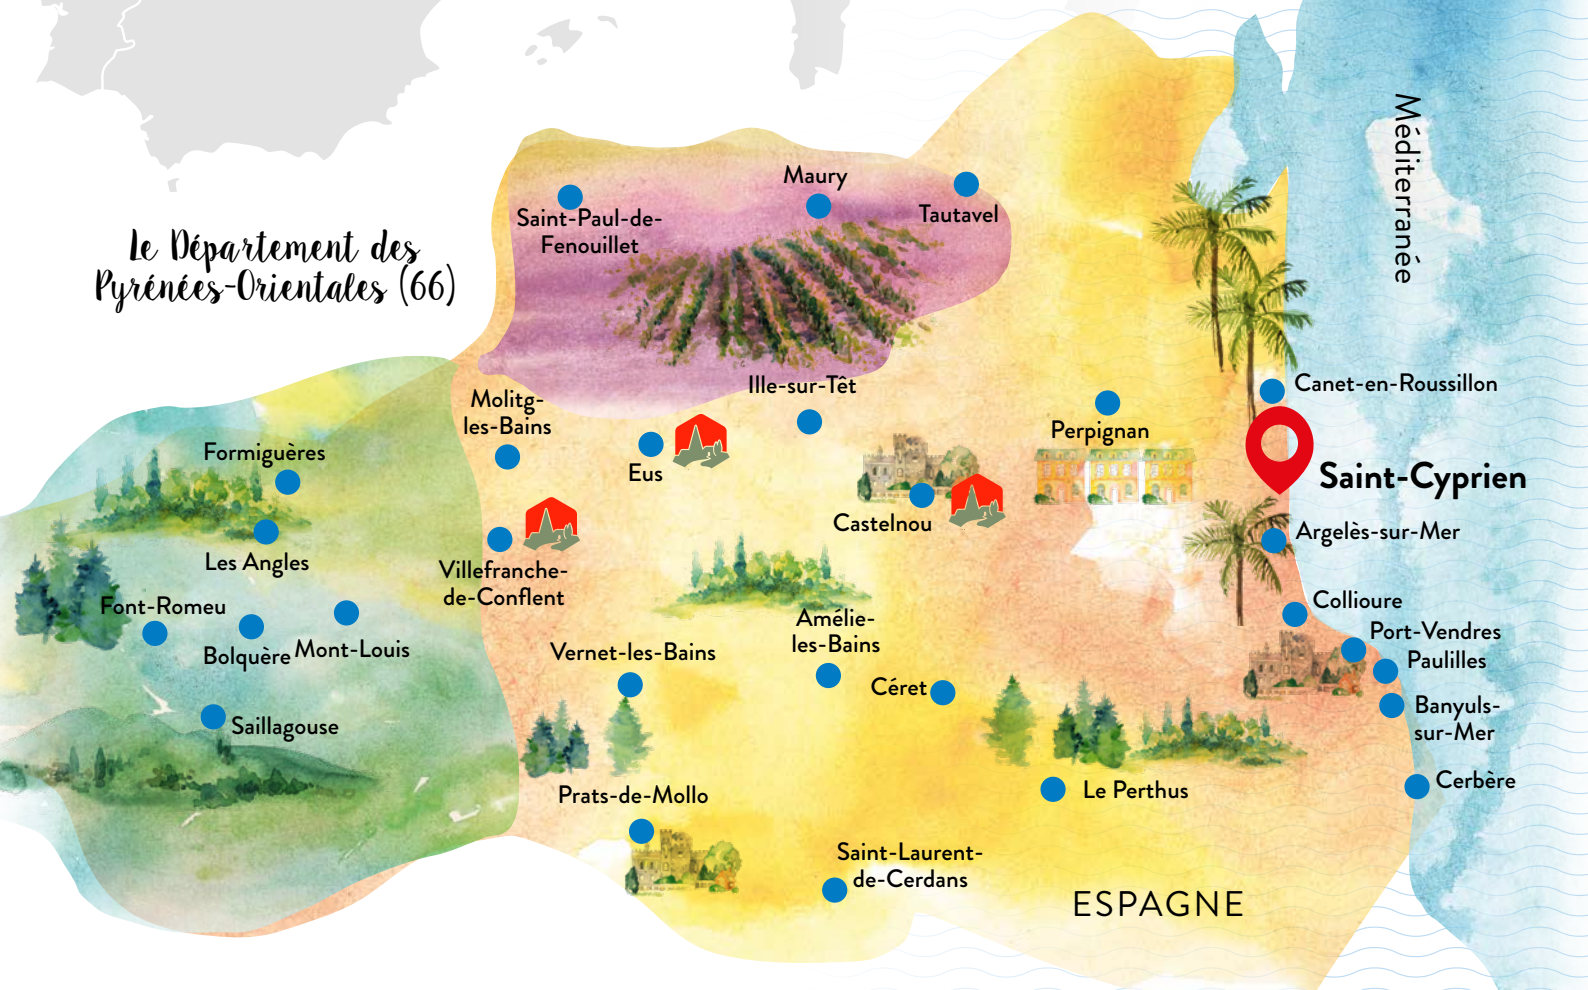 Le Département des
Pyrénées-Orientales (66)
Méditerranée
Saint-Paul-de-
Fenouillet
Maury
Tautavel
Molitg-
les-Bains
Ille-sur-Têt
Eus
Perpignan
Canet-en-Roussillon
Saint-Cyprien
Formiguères
Les Angles
Castelnou
Argelès-sur-Mer
Villefranche-
de-Conflent
Font-Romeu
Bolquère
Mont-Louis
Amélie-
les-Bains
Collioure
Port-Vendres
Paulilles
Vernet-les-Bains
Céret
Banyuls-
sur-Mer
Saillagouse
Cerbère
Prats-de-Mollo
Le Perthus
Saint-Laurent-
de-Cerdans
ESPAGNE